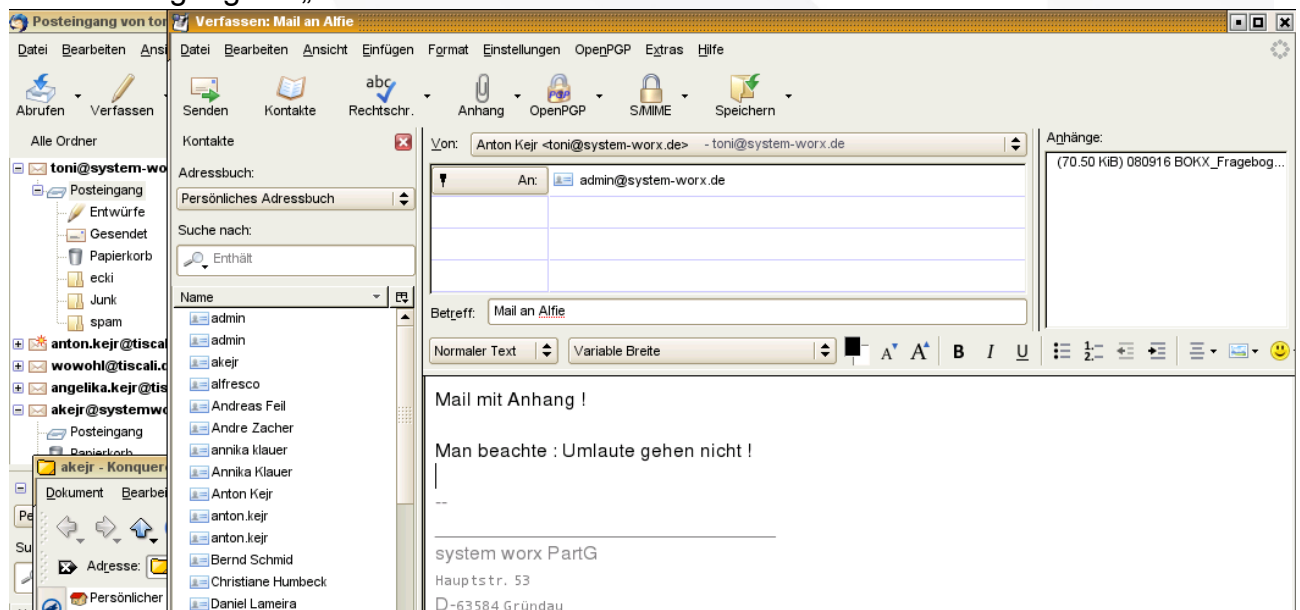 Posteingang von tor
Verfassen: Mail an Alfie
Datei Bearbeiten Ansi
Datei Bearbeiten Ansicht Einfügen Format Einstellungen OpenPGP Extras Hilfe
Abrufen Verfassen
Senden Kontakte Rechtschr. Anhang OpenPGP S/MIME Speichern
Alle Ordner
toni@system-wo
Posteingang
Entwürfe
Gesendet
Papierkorb
ecki
Junk
spam
anton.kejr@tiscal
wowohl@tiscali.c
angelika.kejr@tis
akejr@systemwo
Posteingang
Papierkorb
akejr - Konquer
Dokument Bearbei
Pe
Su
Adresse:
Persönlicher
Kontakte
Adressbuch:
Persönliches Adressbuch
Suche nach:
Enthält
Name
admin
admin
akejr
alfresco
Andreas Feil
Andre Zacher
annika klauer
Annika Klauer
Anton Kejr
anton.kejr
anton.kejr
Bernd Schmid
Christiane Humbeck
Daniel Lameira
Von: Anton Kejr <toni@system-worx.de> - toni@system-worx.de
An: admin@system-worx.de
Betreff: Mail an Alfie
Anhänge:
(70.50 KiB) 080916 BOKX_Fragebog...
Normaler Text Variable Breite A A B I U
Mail mit Anhang !
Man beachte : Umlaute gehen nicht !
--
system worx PartG
Hauptstr. 53
D-63584 Gründau